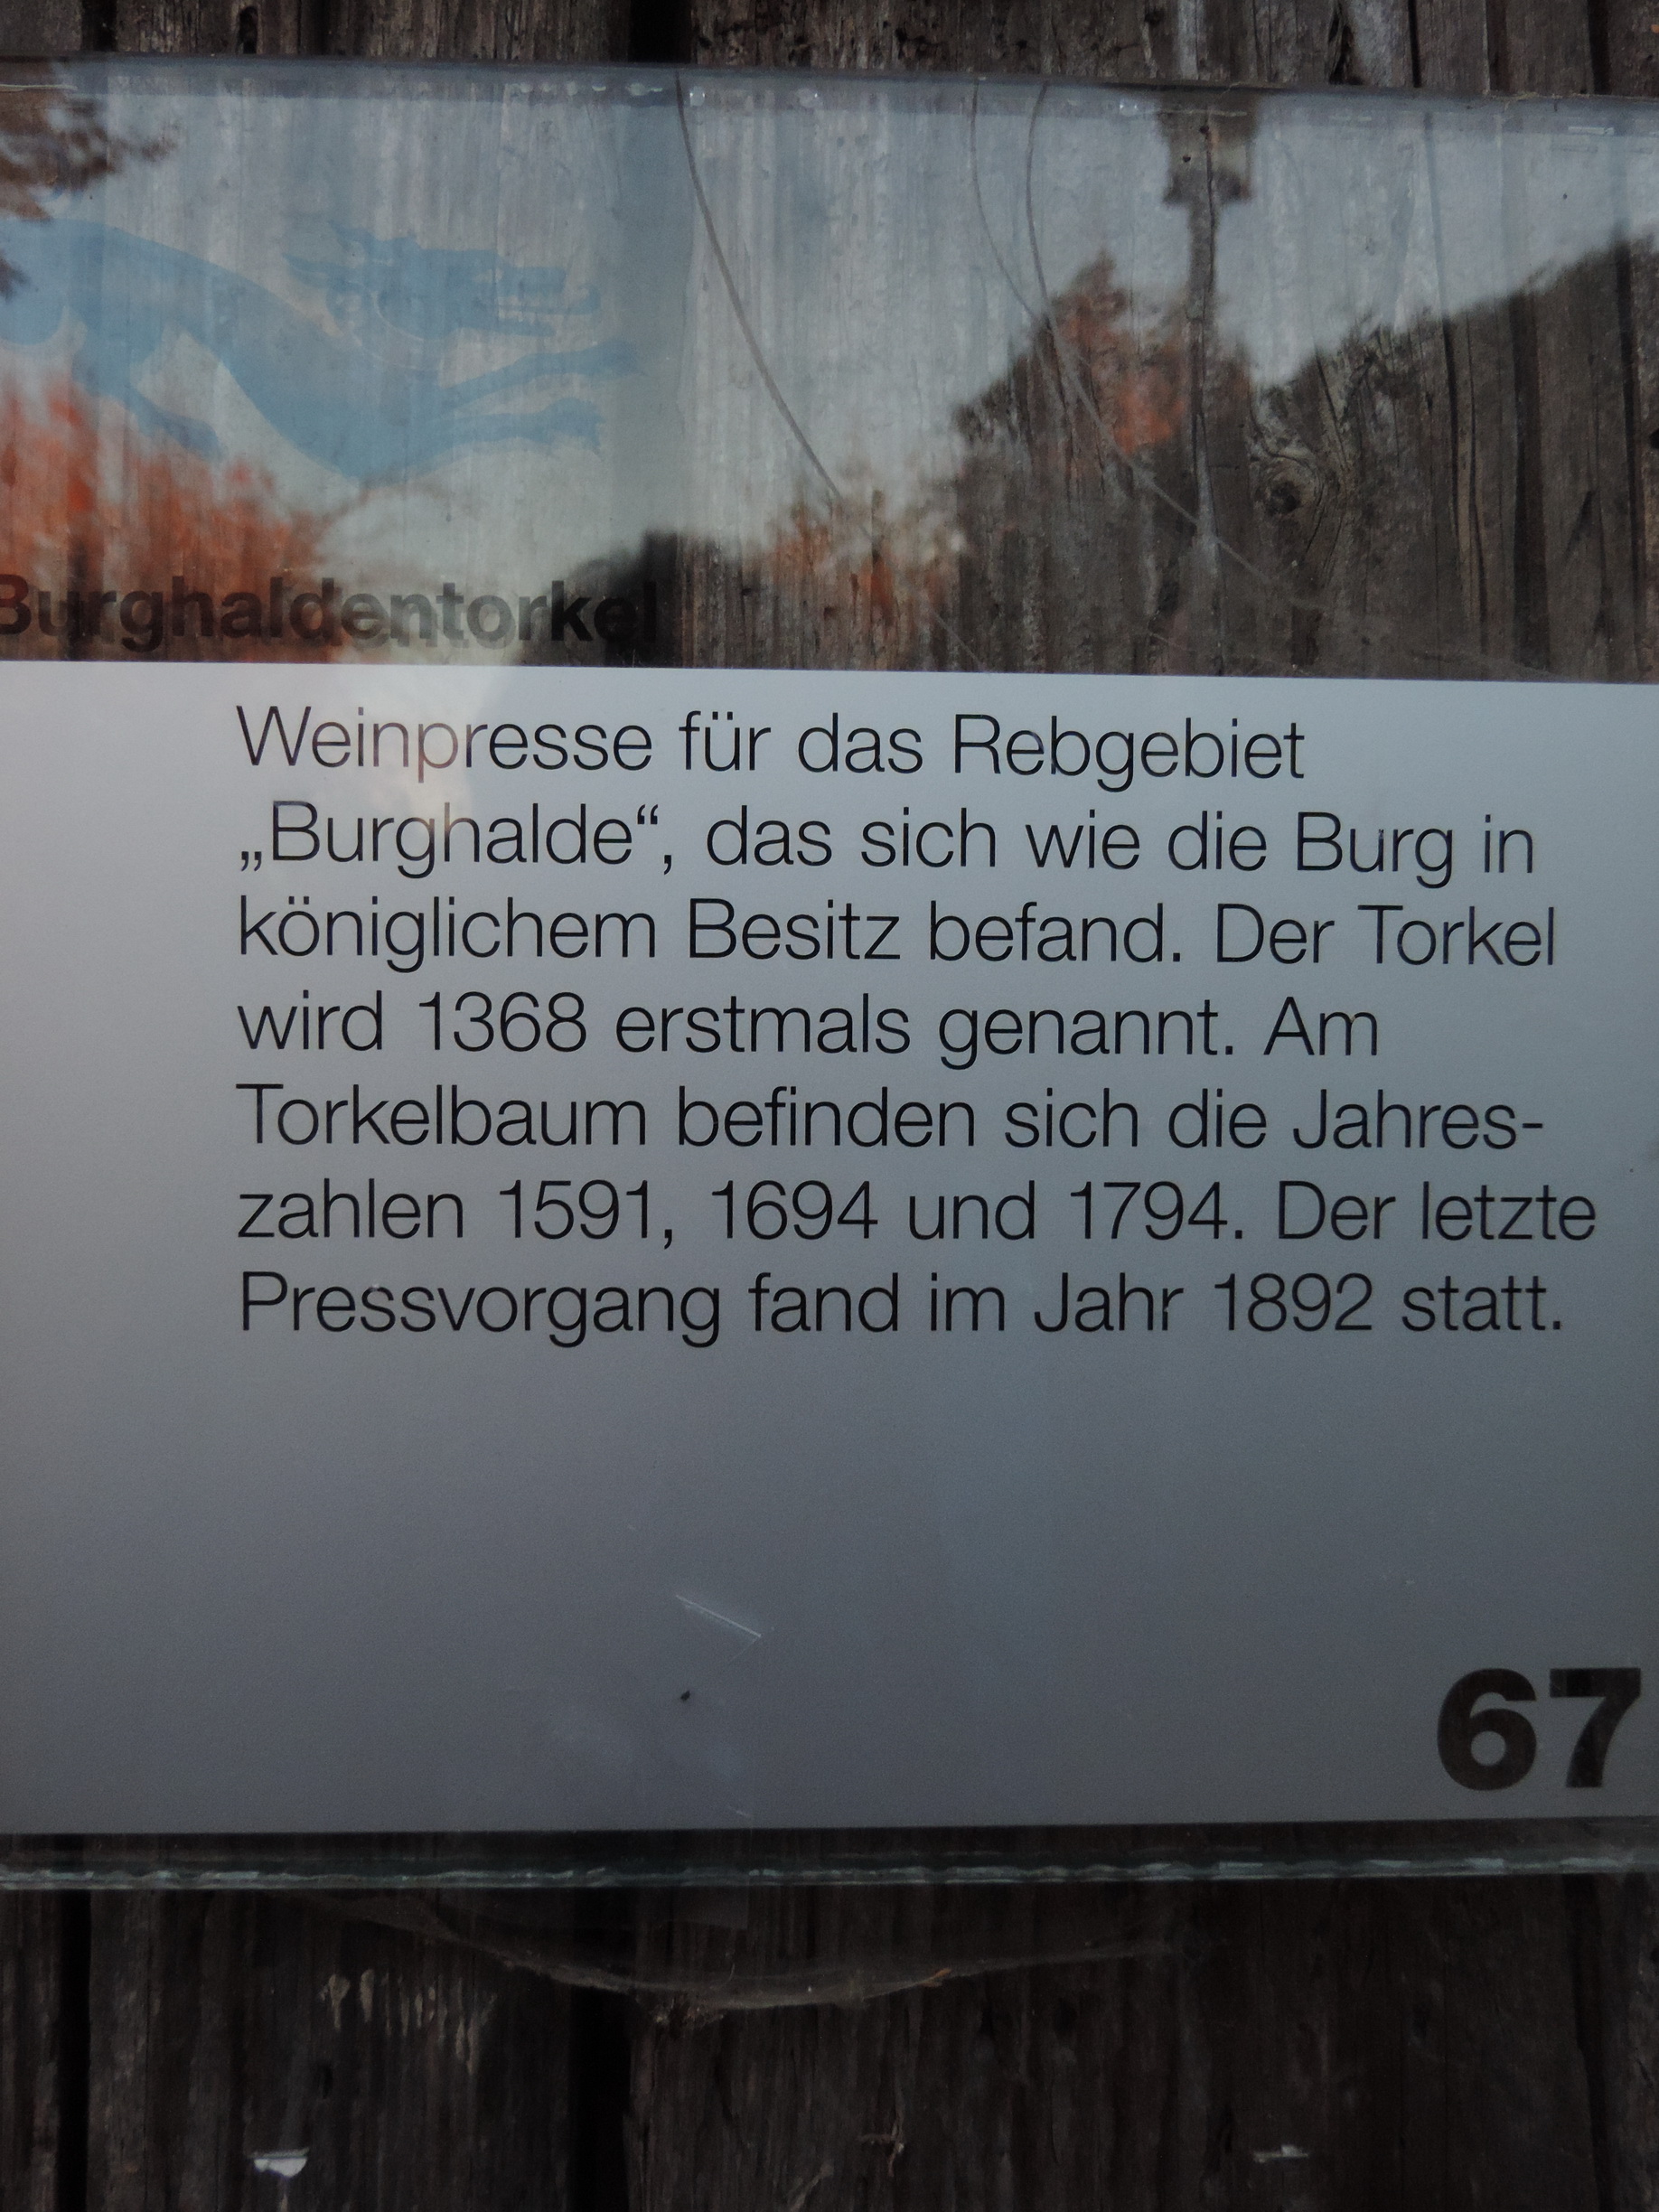 Burghaldentorkel
Weinpresse für das Rebgebiet
„Burghalde“, das sich wie die Burg in
königlichem Besitz befand. Der Torkel
wird 1368 erstmals genannt. Am
Torkelbaum befinden sich die Jahres-
zahlen 1591, 1694 und 1794. Der letzte
Pressvorgang fand im Jahr 1892 statt.
67